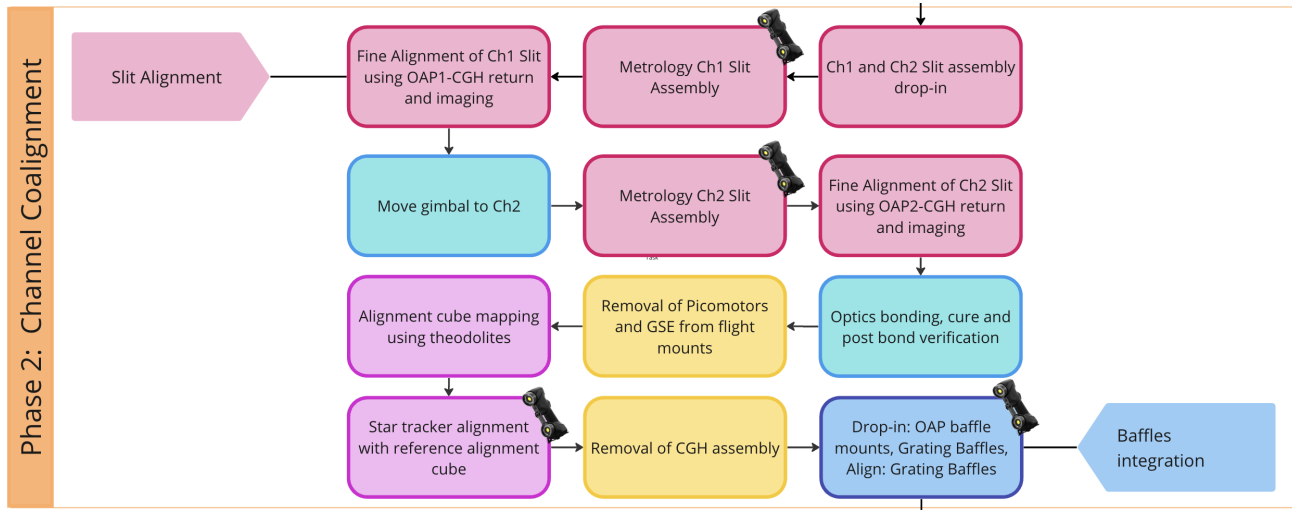 Phase 2: Channel Coalignment
Slit Alignment
Fine Alignment of Ch1 Slit
using OAP1-CGH return
and imaging
Metrology Ch1 Slit
Assembly
Ch1 and Ch2 Slit assembly
drop-in
Move gimbal to Ch2
Metrology Ch2 Slit
Assembly
Fine Alignment of Ch2 Slit
using OAP2-CGH return
and imaging
Task
Alignment cube mapping
using theodolites
Removal of Picomotors
and GSE from flight
mounts
Optics bonding, cure and
post bond verification
Star tracker alignment
with reference alignment
cube
Removal of CGH assembly
Drop-in: OAP baffle
mounts, Grating Baffles,
Align: Grating Baffles
Baffles
integration